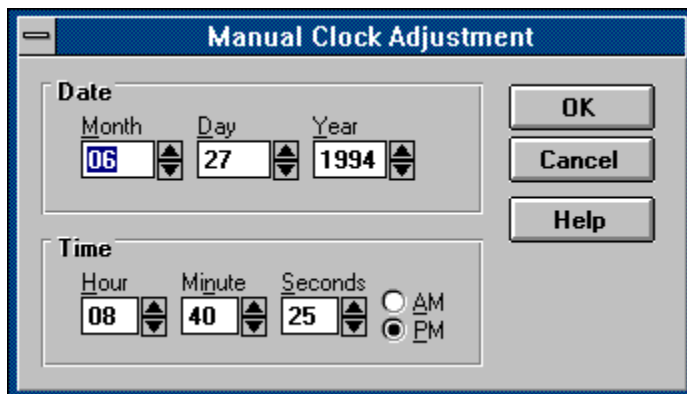 Manual Clock Adjustment
Date
Month Day Year
06 27 1994
Time
Hour Minute Seconds
08 40 25
AM
PM
OK
Cancel
Help